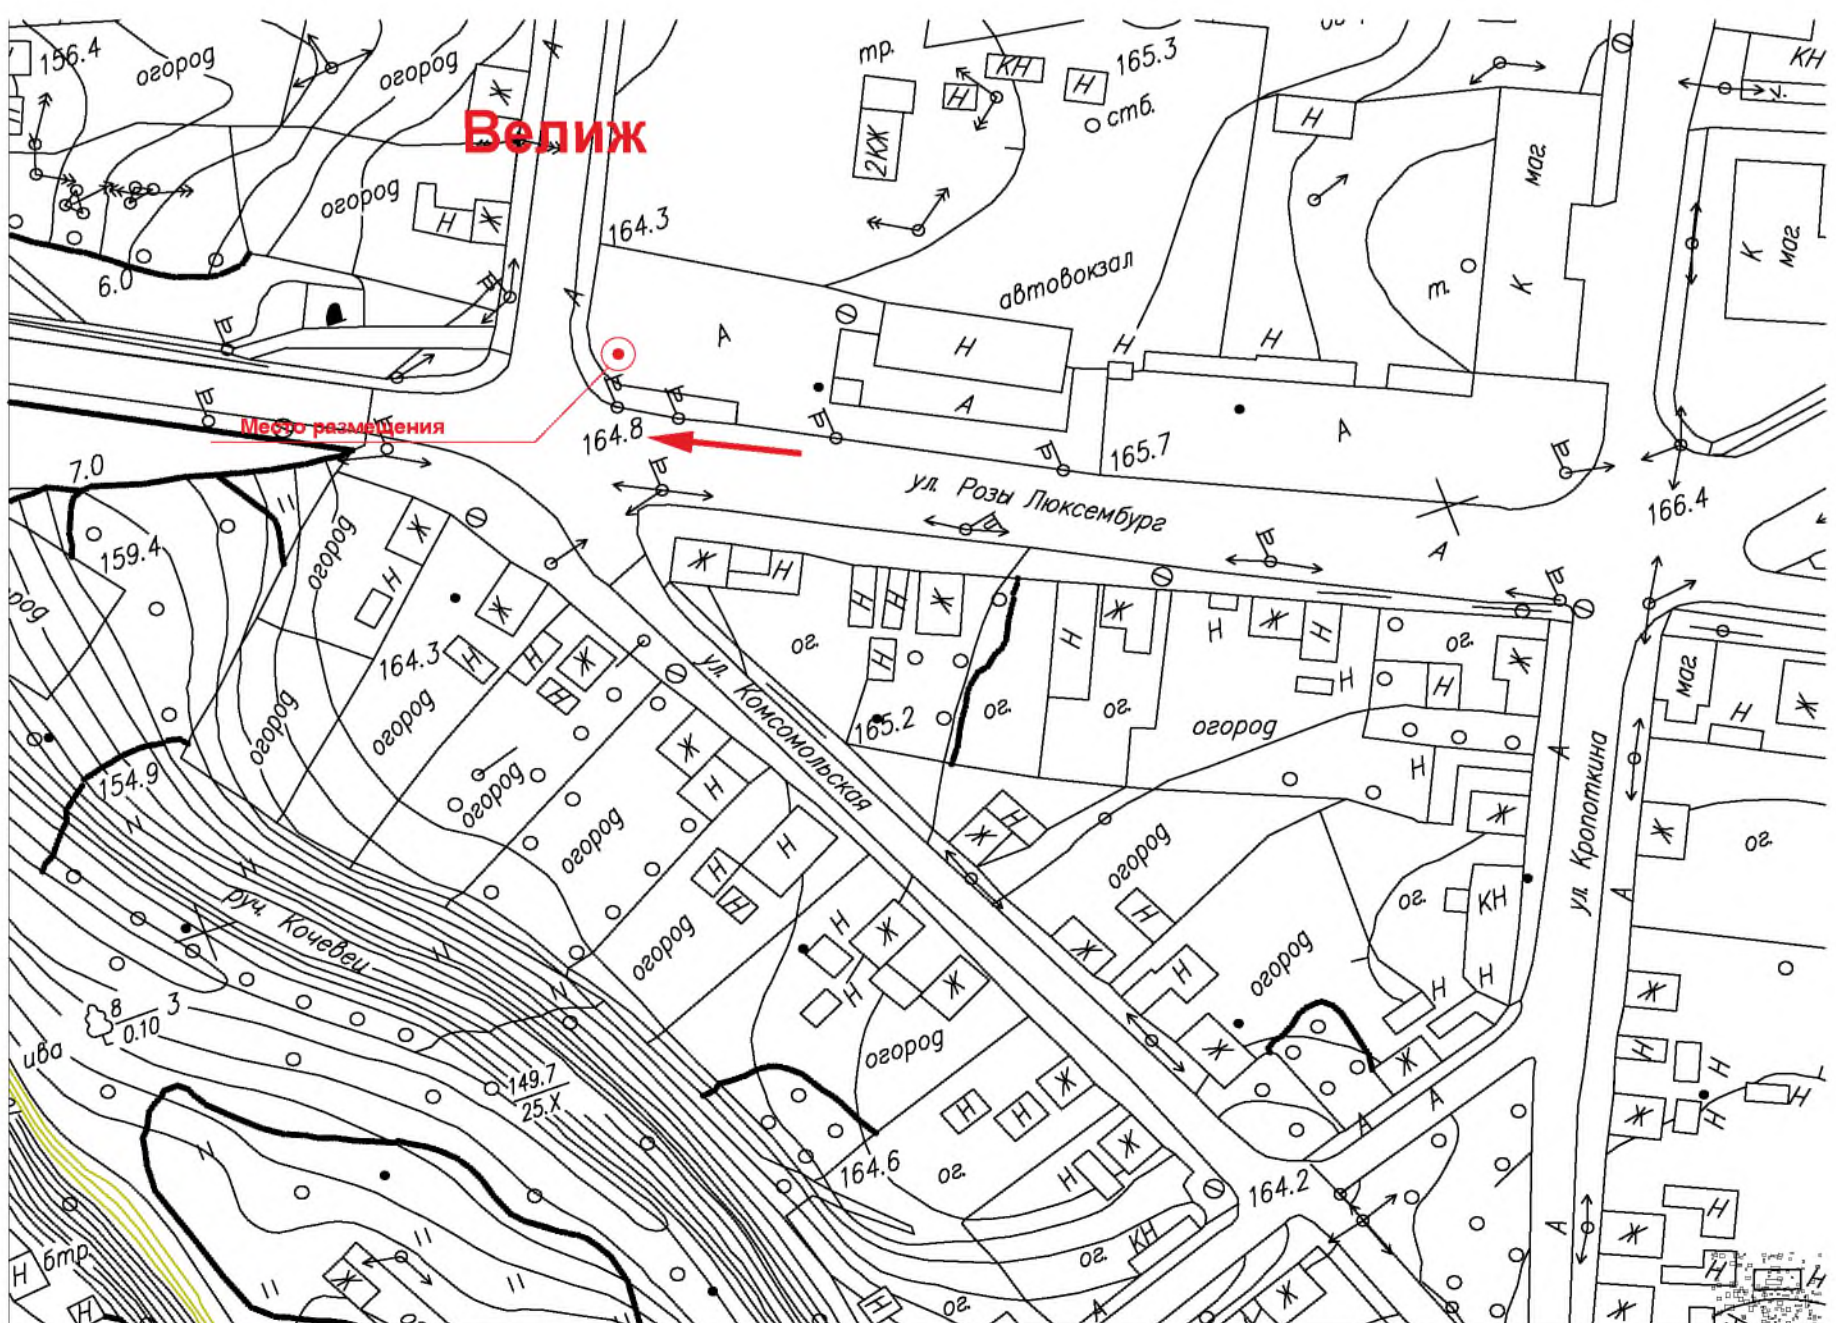 156.4
огород
огород
А
тр.
КН
Н
Н
165.3
стб.
КН
Ж
Велиж
2КЖ
Н
маг.
огород
Н
Ж
164.3
К
маг.
6.0
А
автовокзал
т.
К
А
Н
Н
Н
А
Место размещения
164.8
А
165.7
А
7.0
ул. Розы Люксембург
166.4
А
159.4
огород
Ж
Ж
Н
Н
Н
Н
Ж
Н
Ж
Ж
Н
Н
Ж
164.3
Н
Н
Ж
Н
ог.
Н
ог.
Ж
маг.
Ж
огород
огород
ул. Комсомольская
165.2
ог.
ог.
огород
Н
Н
Н
154.9
огород
Ж
Н
Н
Ж
ул. Кропоткина
А
огород
Н
Ж
Н
огород
Ж
ог.
руч. Кочевец
Н
Н
огород
Н
Ж
Н
Ж
Н
ог.
КН
А
огород
Ж
Н
Н
Н
Ж
8
0.10
3
ива
огород
149.7
25.Х
Н
Н
Ж
Ж
Ж
А
А
Н
Н
Ж
Н
Н
164.6
ог.
Н
Ж
164.2
КН
ог.
А
Ж
Н
Н
бтр.
Ж
Н
Н
ог.
А
Ж
Ж
Н
Н